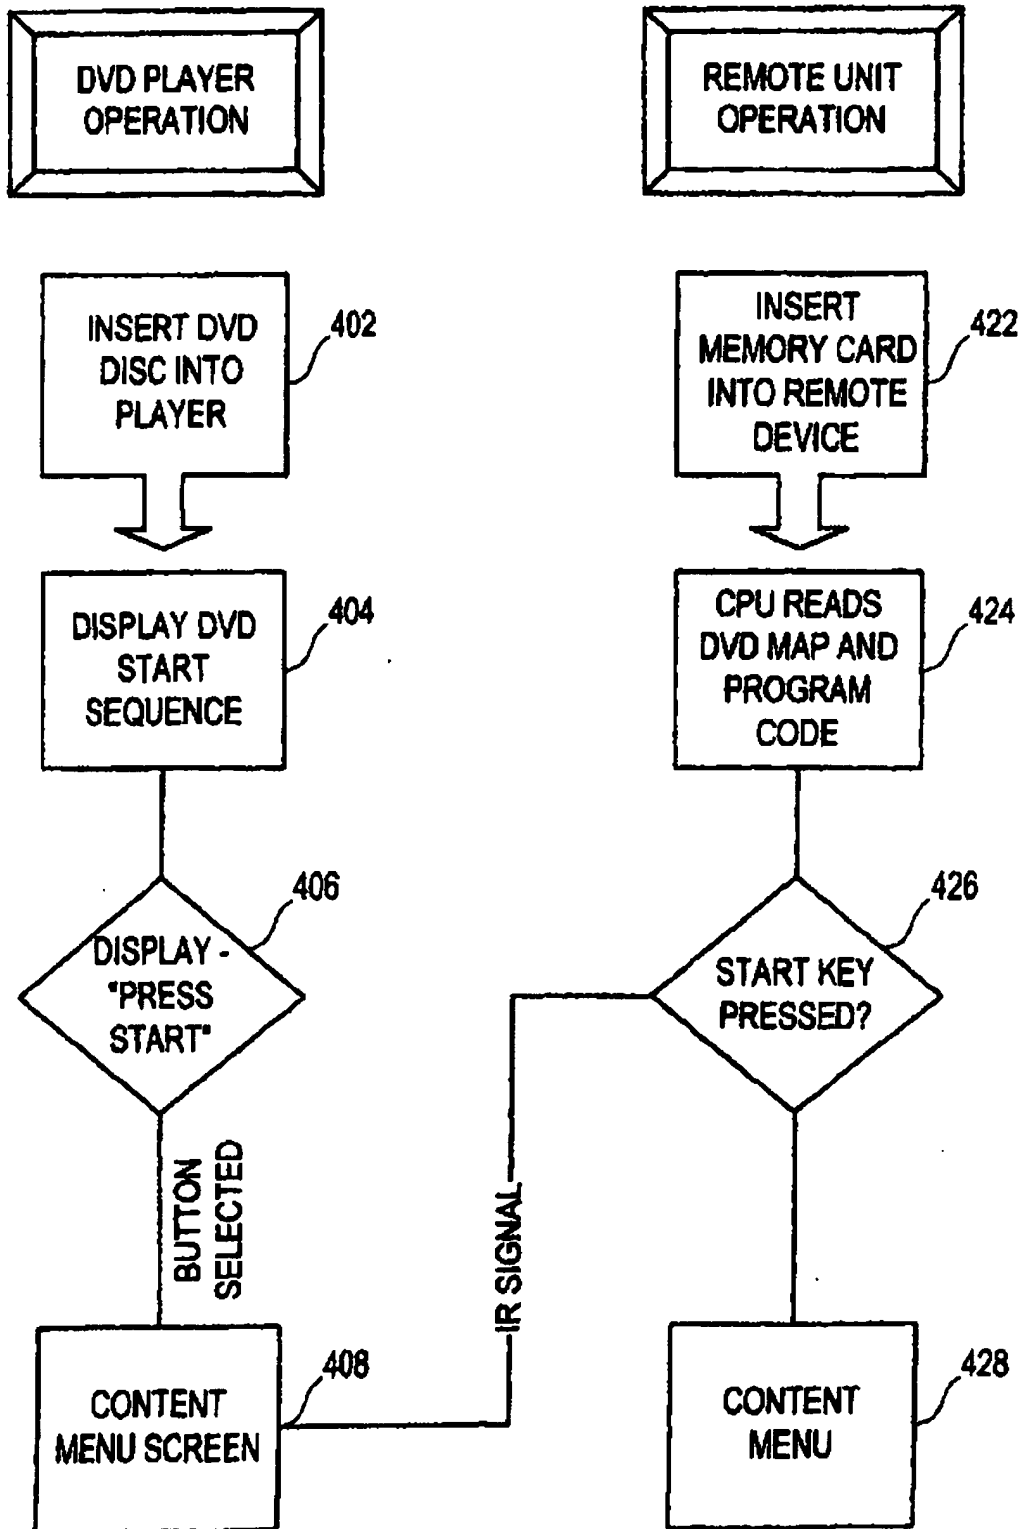 DVD PLAYER
OPERATION
INSERT DVD
DISC INTO
PLAYER
402
DISPLAY DVD
START
SEQUENCE
404
DISPLAY -
"PRESS
START"
406
BUTTON
SELECTED
CONTENT
MENU SCREEN
408
IR SIGNAL
REMOTE UNIT
OPERATION
INSERT
MEMORY CARD
INTO REMOTE
DEVICE
422
CPU READS
DVD MAP AND
PROGRAM
CODE
424
START KEY
PRESSED?
426
CONTENT
MENU
428